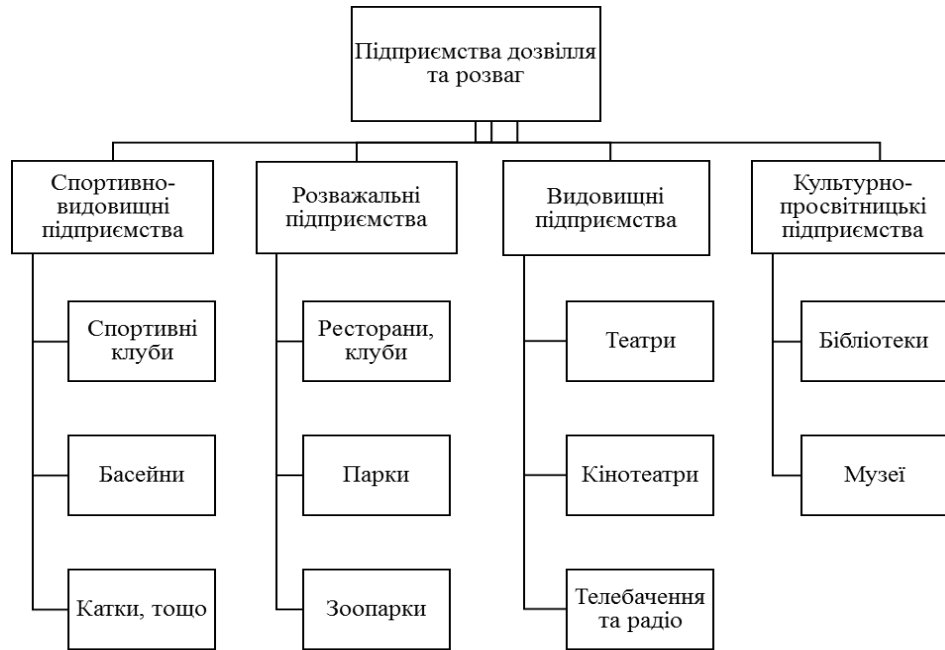 Підприємства дозвілля
та розваг
Спортивно-
видовищні
підприємства
Розважальні
підприємства
Видовищні
підприємства
Культурно-
просвітницькі
підприємства
Спортивні
клуби
Ресторани,
клуби
Театри
Бібліотеки
Басейни
Парки
Кінотеатри
Музеї
Катки, тощо
Зоопарки
Телебачення
та радіо